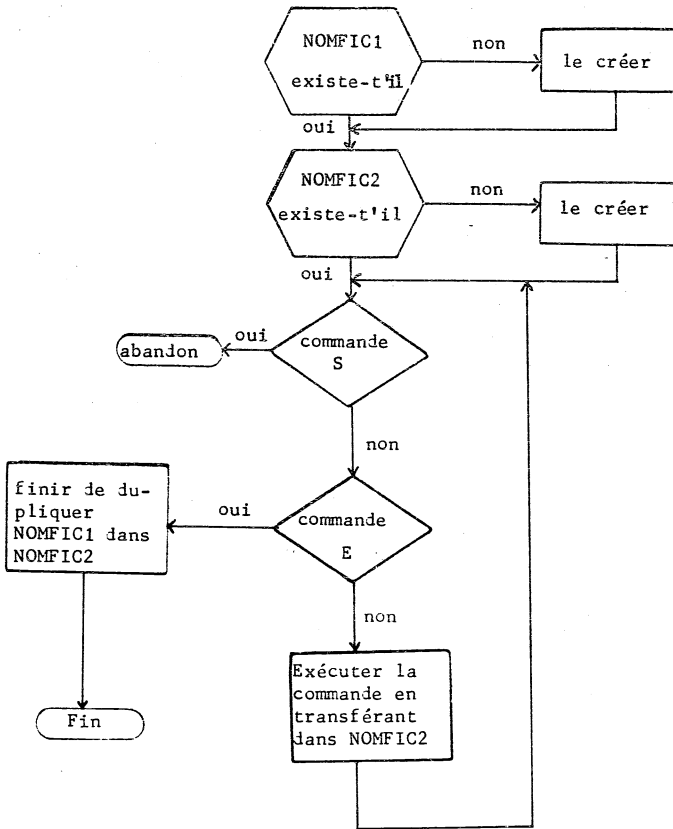 NOMFIC1
existe-t'il
non
le créer
oui
NOMFIC2
existe-t'il
non
le créer
oui
commande
S
oui
abandon
non
commande
E
oui
finir de du-
pliquer
NOMFIC1 dans
NOMFIC2
non
Exécuter la
commande en
transférant
dans NOMFIC2
Fin